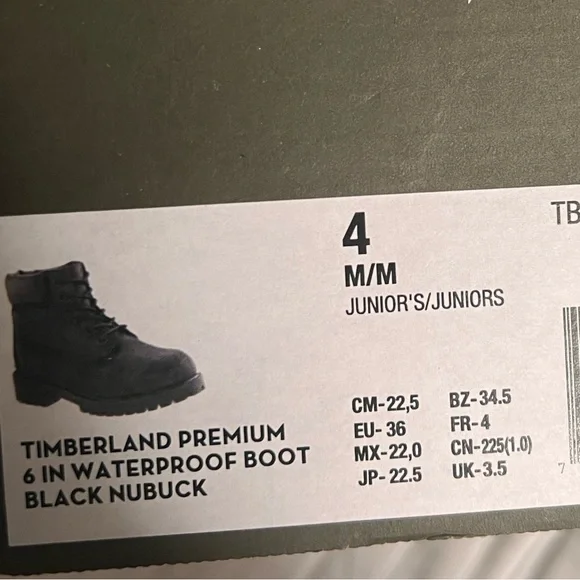 TB
4
M/M
JUNIOR'S/JUNIORS
CM-22,5 BZ-34.5
EU- 36 FR-4
MX-22,0 CN-225(1.0)
JP- 22.5 UK-3.5
TIMBERLAND PREMIUM
6 IN WATERPROOF BOOT
BLACK NUBUCK
7